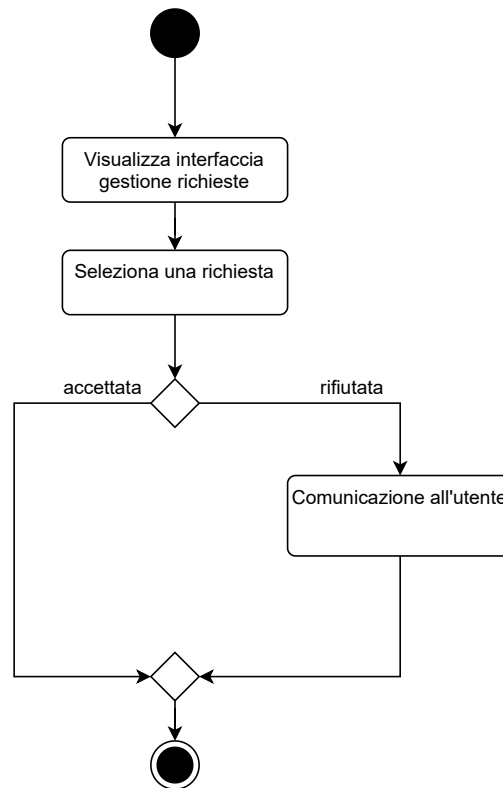 Visualizza interfaccia
gestione richieste
Seleziona una richiesta
accettata
rifiutata
Comunicazione all'utente